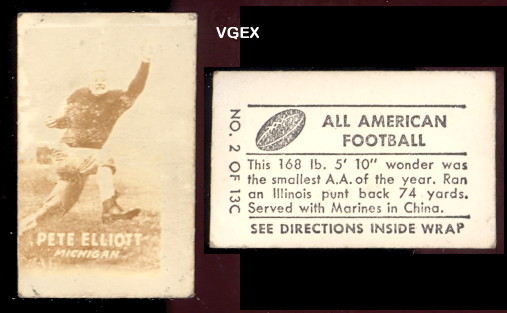 VGEX
PETE ELLIOTT
MICHIGAN
NO. 2 OF 13C
ALL AMERICAN
FOOTBALL
This 168 lb. 5' 10" wonder was
the smallest A.A. of the year. Ran
an Illinois punt back 74 yards.
Served with Marines in China.
SEE DIRECTIONS INSIDE WRAP